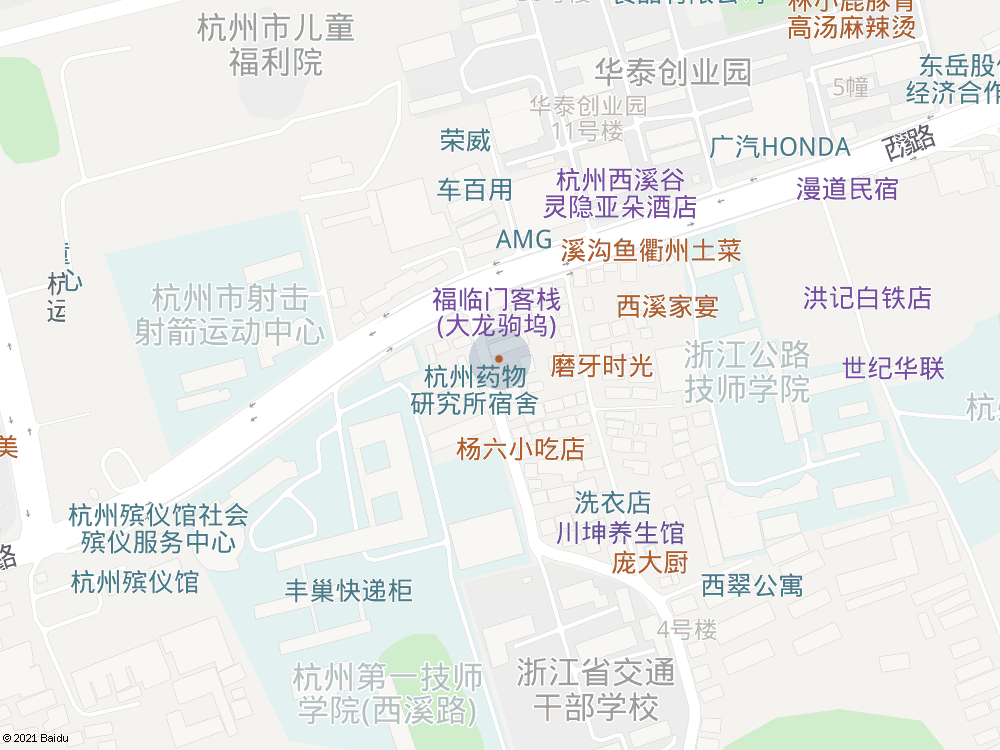 高汤麻辣烫
杭州市儿童
福利院
华泰创业园
5幢
华泰创业园
11号楼
东岳股份
经济合作
荣威
广汽HONDA
西溪路
车百用
杭州西溪谷
灵隐亚朵酒店
漫道民宿
AMG
溪沟鱼衢州土菜
杭州市射击
射箭运动中心
福临门客栈
(大龙驹坞)
西溪家宴
洪记白铁店
磨牙时光
浙江公路
技师学院
世纪华联
杭州药物
研究所宿舍
美
杨六小吃店
洗衣店
川坤养生馆
庞大厨
杭州殡仪馆社会
殡仪服务中心
路
杭州殡仪馆
丰巢快递柜
西翠公寓
4号楼
杭州第一技师
学院(西溪路)
浙江省交通
干部学校
© 2021 Baidu